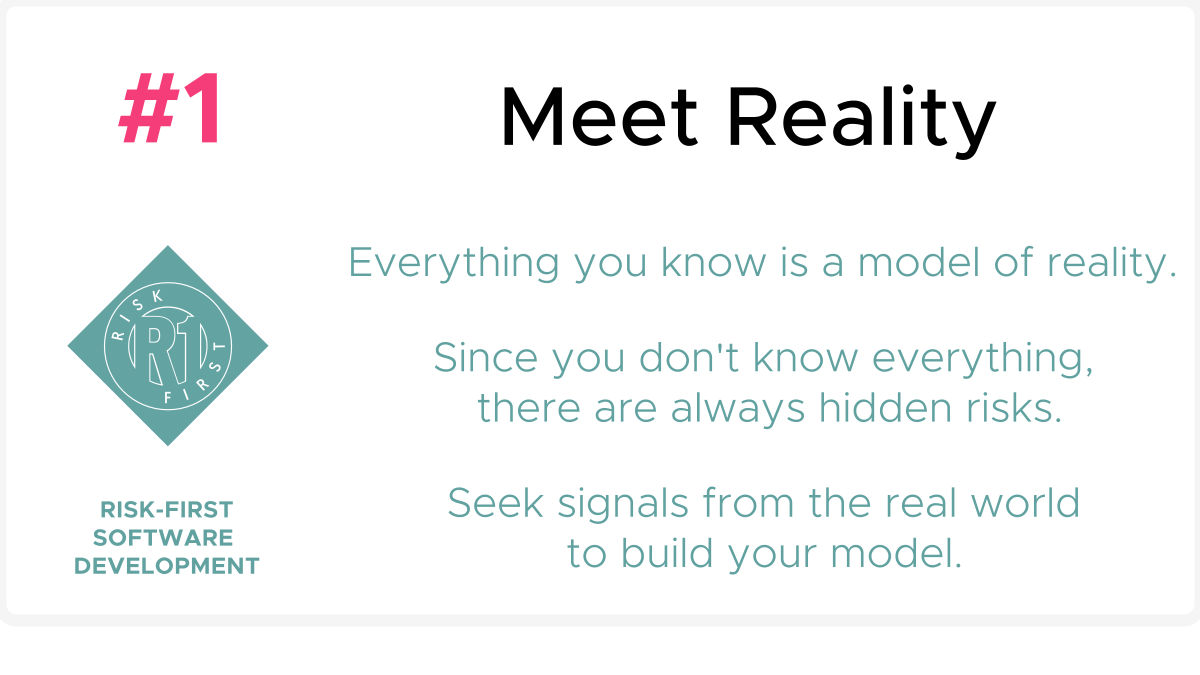 #1
Meet Reality
Everything you know is a model of reality.
Since you don't know everything,
there are always hidden risks.
Seek signals from the real world
to build your model.
RISK
R1
FIRST
RISK-FIRST
SOFTWARE
DEVELOPMENT